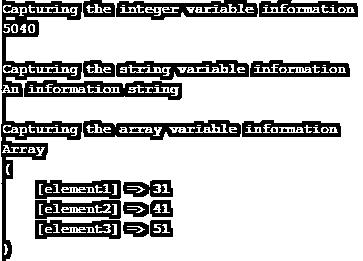 Capturing the integer variable information
5040
Capturing the string variable information
An information string
Capturing the array variable information
Array
(
[element1] => 31
[element2] => 41
[element3] => 51
)